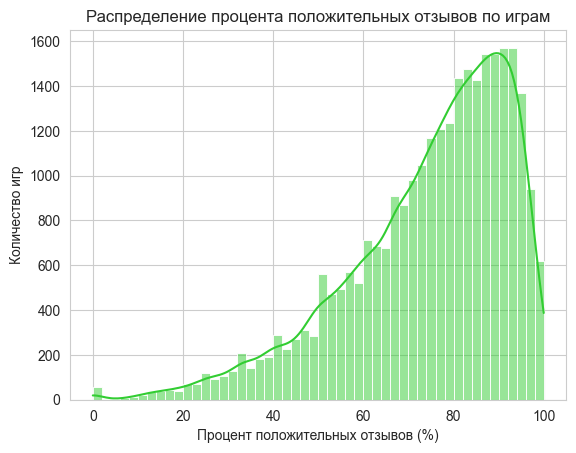 Распределение процента положительных отзывов по играм
Количество игр
1600
1400
1200
1000
800
600
400
200
0
0 20 40 60 80 100
Процент положительных отзывов (%)